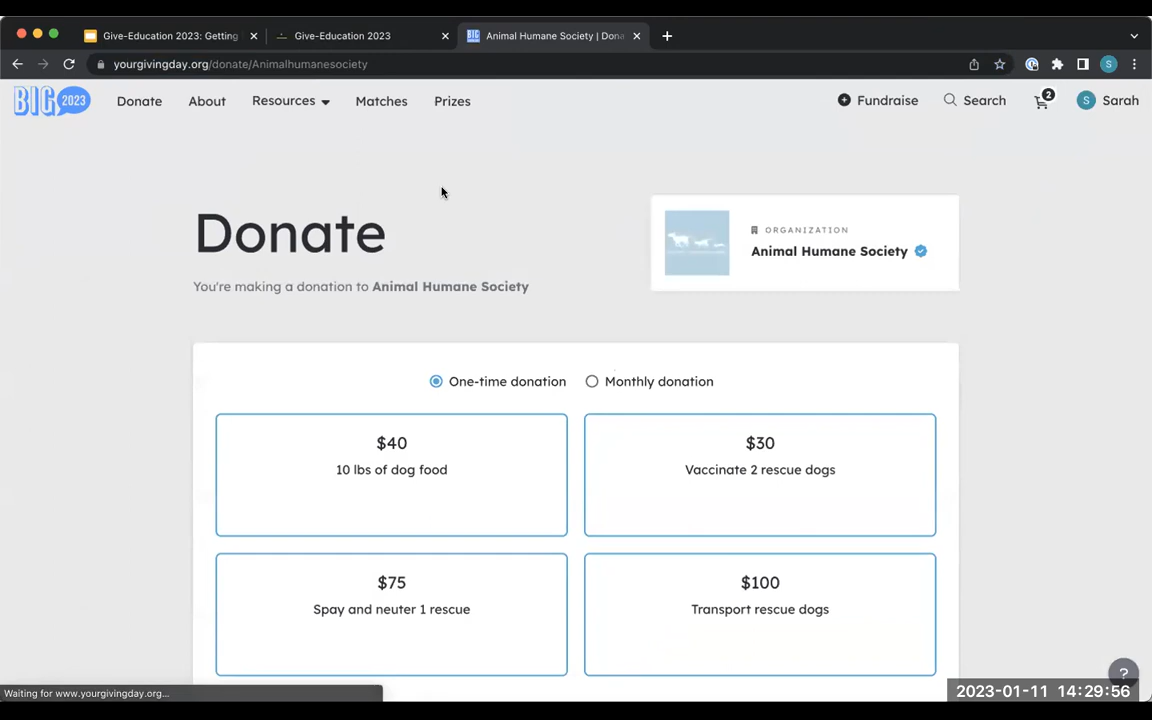 Give-Education 2023: Getting
Give-Education 2023
Animal Humane Society | Dona
yourgivingday.org/donate/Animalhumanesociety
S
BIG 2023
Donate
About
Resources
Matches
Prizes
Fundraise
Search
2
S
Sarah
Donate
You're making a donation to Animal Humane Society
ORGANIZATION
Animal Humane Society
One-time donation
Monthly donation
$40
10 lbs of dog food
$30
Vaccinate 2 rescue dogs
$75
Spay and neuter 1 rescue
$100
Transport rescue dogs
?
Waiting for www.yourgivingday.org...
2023-01-11 14:29:56